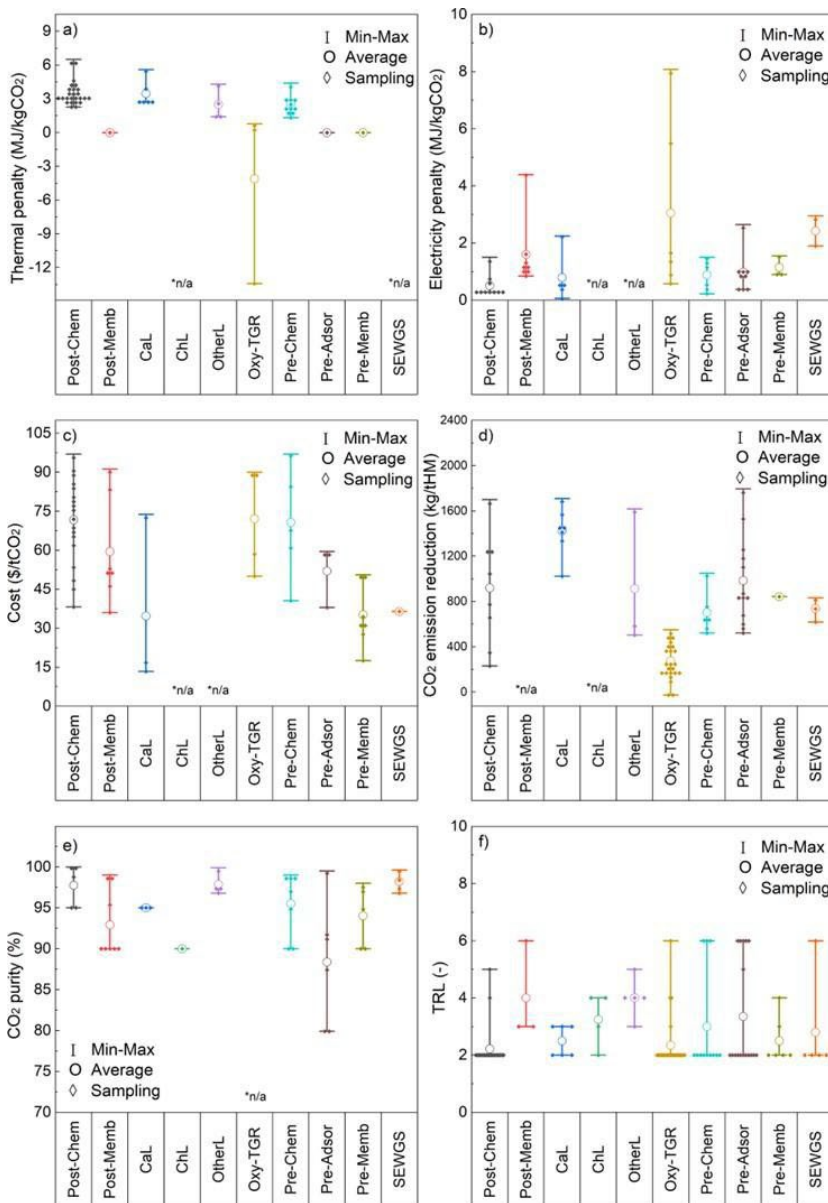 a)
Min-Max
Average
Sampling
Thermal penalty (MJ/kgCO2)
9
6
3
0
-3
-6
-9
-12
*n/a
*n/a
Post-Chem
Post-Memb
CaL
ChL
OtherL
Oxy-TGR
Pre-Chem
Pre-Adsor
Pre-Memb
SEWGS
b)
Min-Max
Average
Sampling
Electricity penalty (MJ/kgCO2)
10
8
6
4
2
0
*n/a
*n/a
Post-Chem
Post-Memb
CaL
ChL
OtherL
Oxy-TGR
Pre-Chem
Pre-Adsor
Pre-Memb
SEWGS
c)
Min-Max
Average
Sampling
Cost ($/tCO2)
105
90
75
60
45
30
15
0
*n/a
*n/a
Post-Chem
Post-Memb
CaL
ChL
OtherL
Oxy-TGR
Pre-Chem
Pre-Adsor
Pre-Memb
SEWGS
d)
Min-Max
Average
Sampling
CO2 emission reduction (kg/tHM)
2400
2000
1600
1200
800
400
0
*n/a
*n/a
Post-Chem
Post-Memb
CaL
ChL
OtherL
Oxy-TGR
Pre-Chem
Pre-Adsor
Pre-Memb
SEWGS
e)
Min-Max
Average
Sampling
CO2 purity (%)
100
95
90
85
80
75
70
*n/a
Post-Chem
Post-Memb
CaL
ChL
OtherL
Oxy-TGR
Pre-Chem
Pre-Adsor
Pre-Memb
SEWGS
f)
Min-Max
Average
Sampling
TRL (-)
10
8
6
4
2
0
Post-Chem
Post-Memb
CaL
ChL
OtherL
Oxy-TGR
Pre-Chem
Pre-Adsor
Pre-Memb
SEWGS